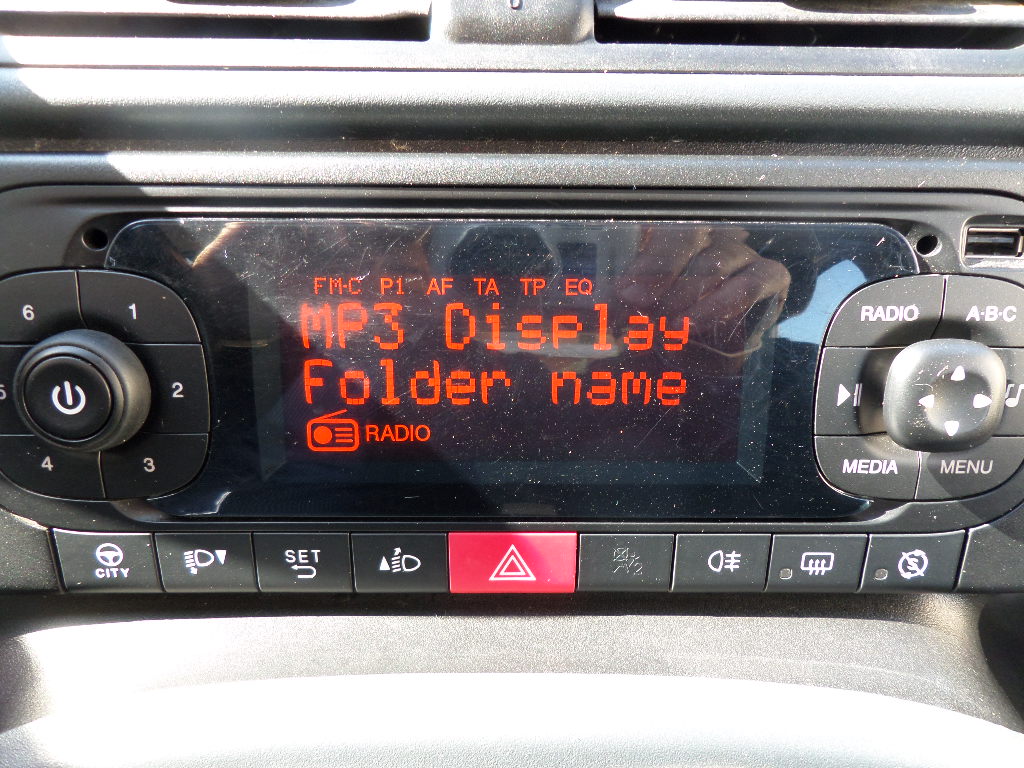 FM-C P1 AF TA TP EQ
MP3 Display
Folder name
RADIO
6 1
5 2
4 3
RADIO A·B·C
MEDIA MENU
CITY
SET